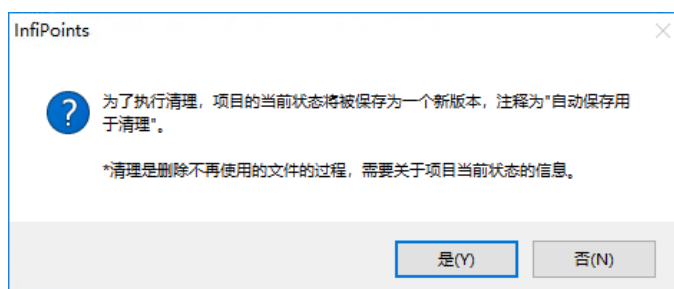 InfiPoints
为了执行清理，项目的当前状态将被保存为一个新版本，注释为"自动保存用
于清理"。
*清理是删除不再使用的文件的过程，需要关于项目当前状态的信息。
是(Y)
否(N)